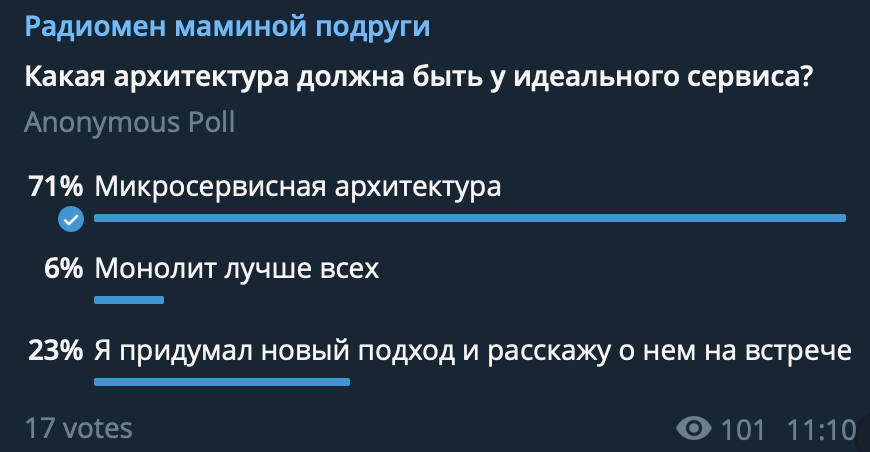 Радиомен маминой подруги
Какая архитектура должна быть у идеального сервиса?
Anonymous Poll
71% Микросервисная архитектура
6% Монолит лучше всех
23% Я придумал новый подход и расскажу о нем на встрече
17 votes 101 11:10